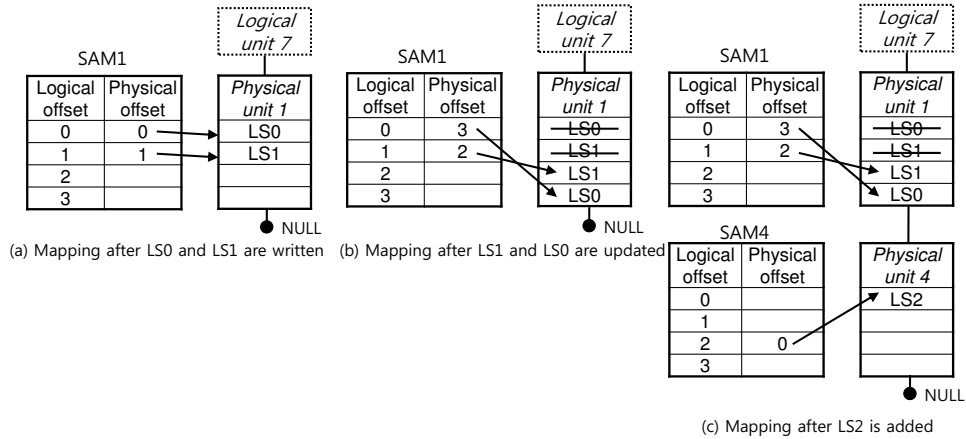 Logical
unit 7
SAM1
Logical
offset
Physical
offset
Physical
unit 1
0 0 LS0
1 1 LS1
2
3
NULL
(a) Mapping after LS0 and LS1 are written
Logical
unit 7
SAM1
Logical
offset
Physical
offset
Physical
unit 1
0 3 LS0
1 2 LS1
2 LS1
3 LS0
NULL
(b) Mapping after LS1 and LS0 are updated
Logical
unit 7
SAM1
Logical
offset
Physical
offset
Physical
unit 1
0 3 LS0
1 2 LS1
2 LS1
3 LS0
SAM4
Logical
offset
Physical
offset
Physical
unit 4
0 LS2
1
2 0
3
NULL
(c) Mapping after LS2 is added